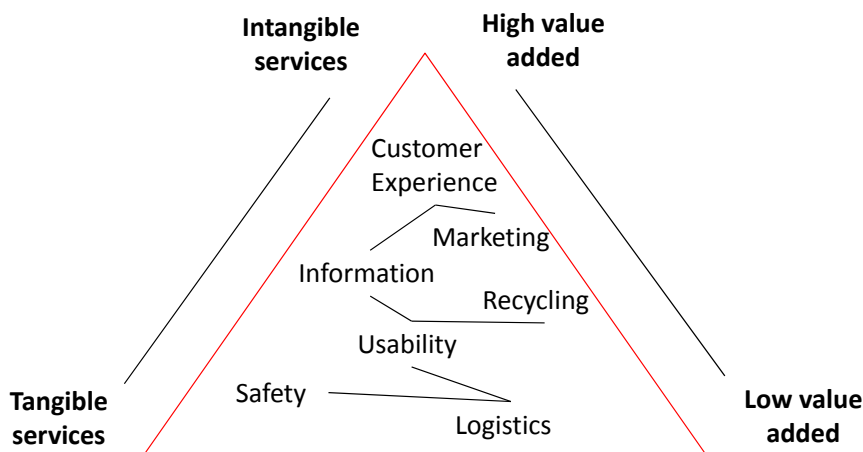 Intangible
services
High value
added
Customer
Experience
Marketing
Information
Recycling
Usability
Safety
Logistics
Tangible
services
Low value
added